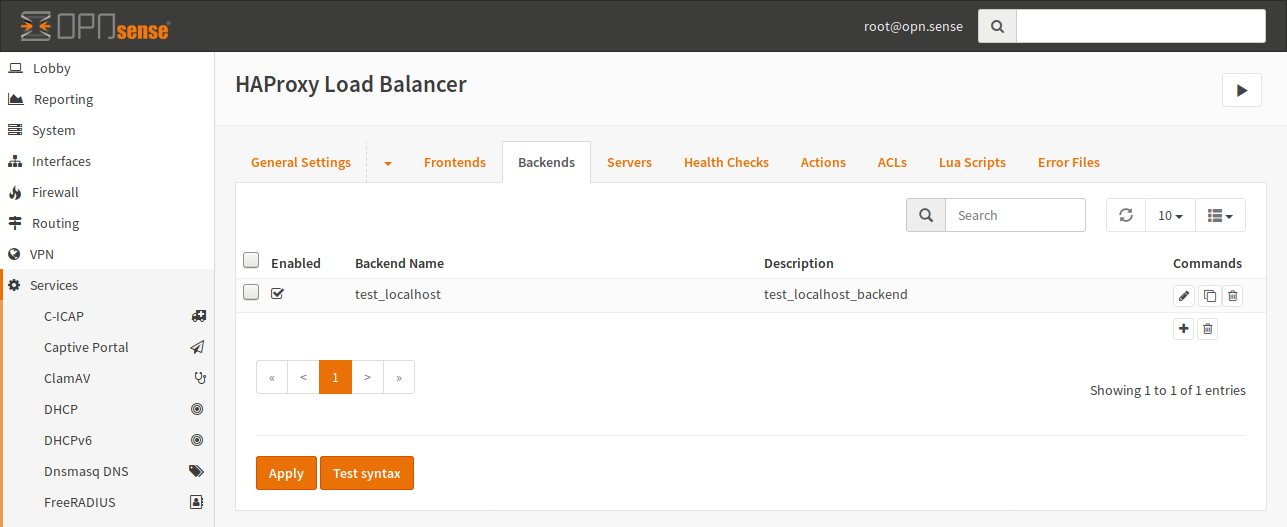 OPNsense®
root@opn.sense
Lobby
Reporting
System
Interfaces
Firewall
Routing
VPN
Services
C-ICAP
Captive Portal
ClamAV
DHCP
DHCPv6
Dnsmasq DNS
FreeRADIUS
HAProxy Load Balancer
General Settings Frontends Backends Servers Health Checks Actions ACLs Lua Scripts Error Files
Search 10
Enabled Backend Name Description Commands
test_localhost test_localhost_backend
« < 1 > »
Showing 1 to 1 of 1 entries
Apply Test syntax